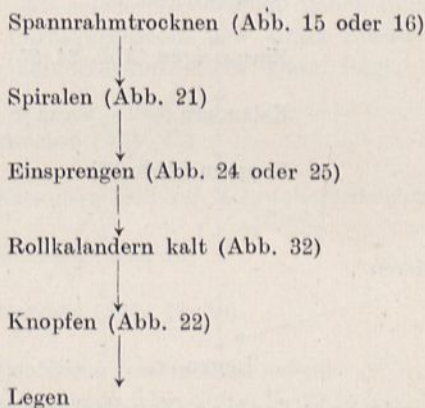 Spannrahmtrocknen (Abb. 15 oder 16)
Spiralen (Abb. 21)
Einsprengen (Abb. 24 oder 25)
Rollkalandern kalt (Abb. 32)
Knopfen (Abb. 22)
Legen